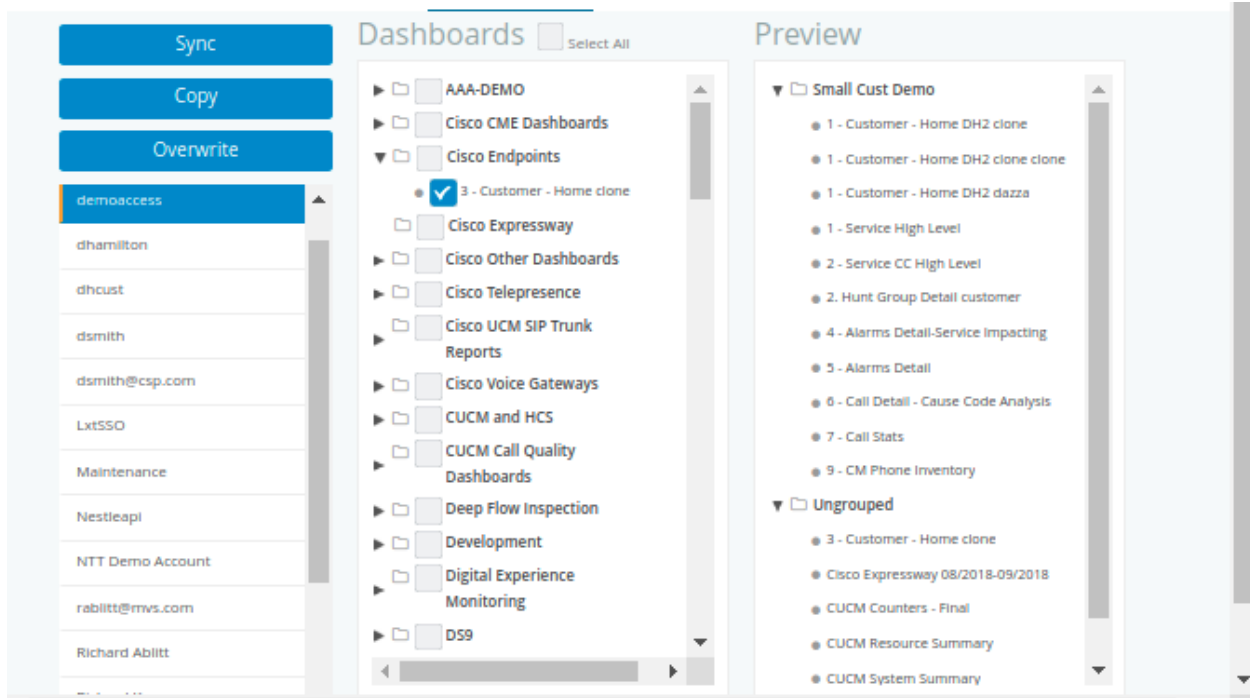 Sync
Copy
Overwrite
demoaccess
dhamilton
dhcust
dsmith
dsmith@csp.com
LxtSSO
Maintenance
Nestleapi
NTT Demo Account
rablitt@mvs.com
Richard Ablitt
Dashboards
Select All
AAA-DEMO
Cisco CME Dashboards
Cisco Endpoints
3 - Customer - Home clone
Cisco Expressway
Cisco Other Dashboards
Cisco Telepresence
Cisco UCM SIP Trunk
Reports
Cisco Voice Gateways
CUCM and HCS
CUCM Call Quality
Dashboards
Deep Flow Inspection
Development
Digital Experience
Monitoring
DS9
Preview
Small Cust Demo
1 - Customer - Home DH2 clone
1 - Customer - Home DH2 clone clone
1 - Customer - Home DH2 dazza
1 - Service High Level
2 - Service CC High Level
2. Hunt Group Detail customer
4 - Alarms Detail-Service Impacting
5 - Alarms Detail
6 - Call Detail - Cause Code Analysis
7 - Call Stats
9 - CM Phone Inventory
Ungrouped
3 - Customer - Home clone
Cisco Expressway 08/2018-09/2018
CUCM Counters - Final
CUCM Resource Summary
CUCM System Summary